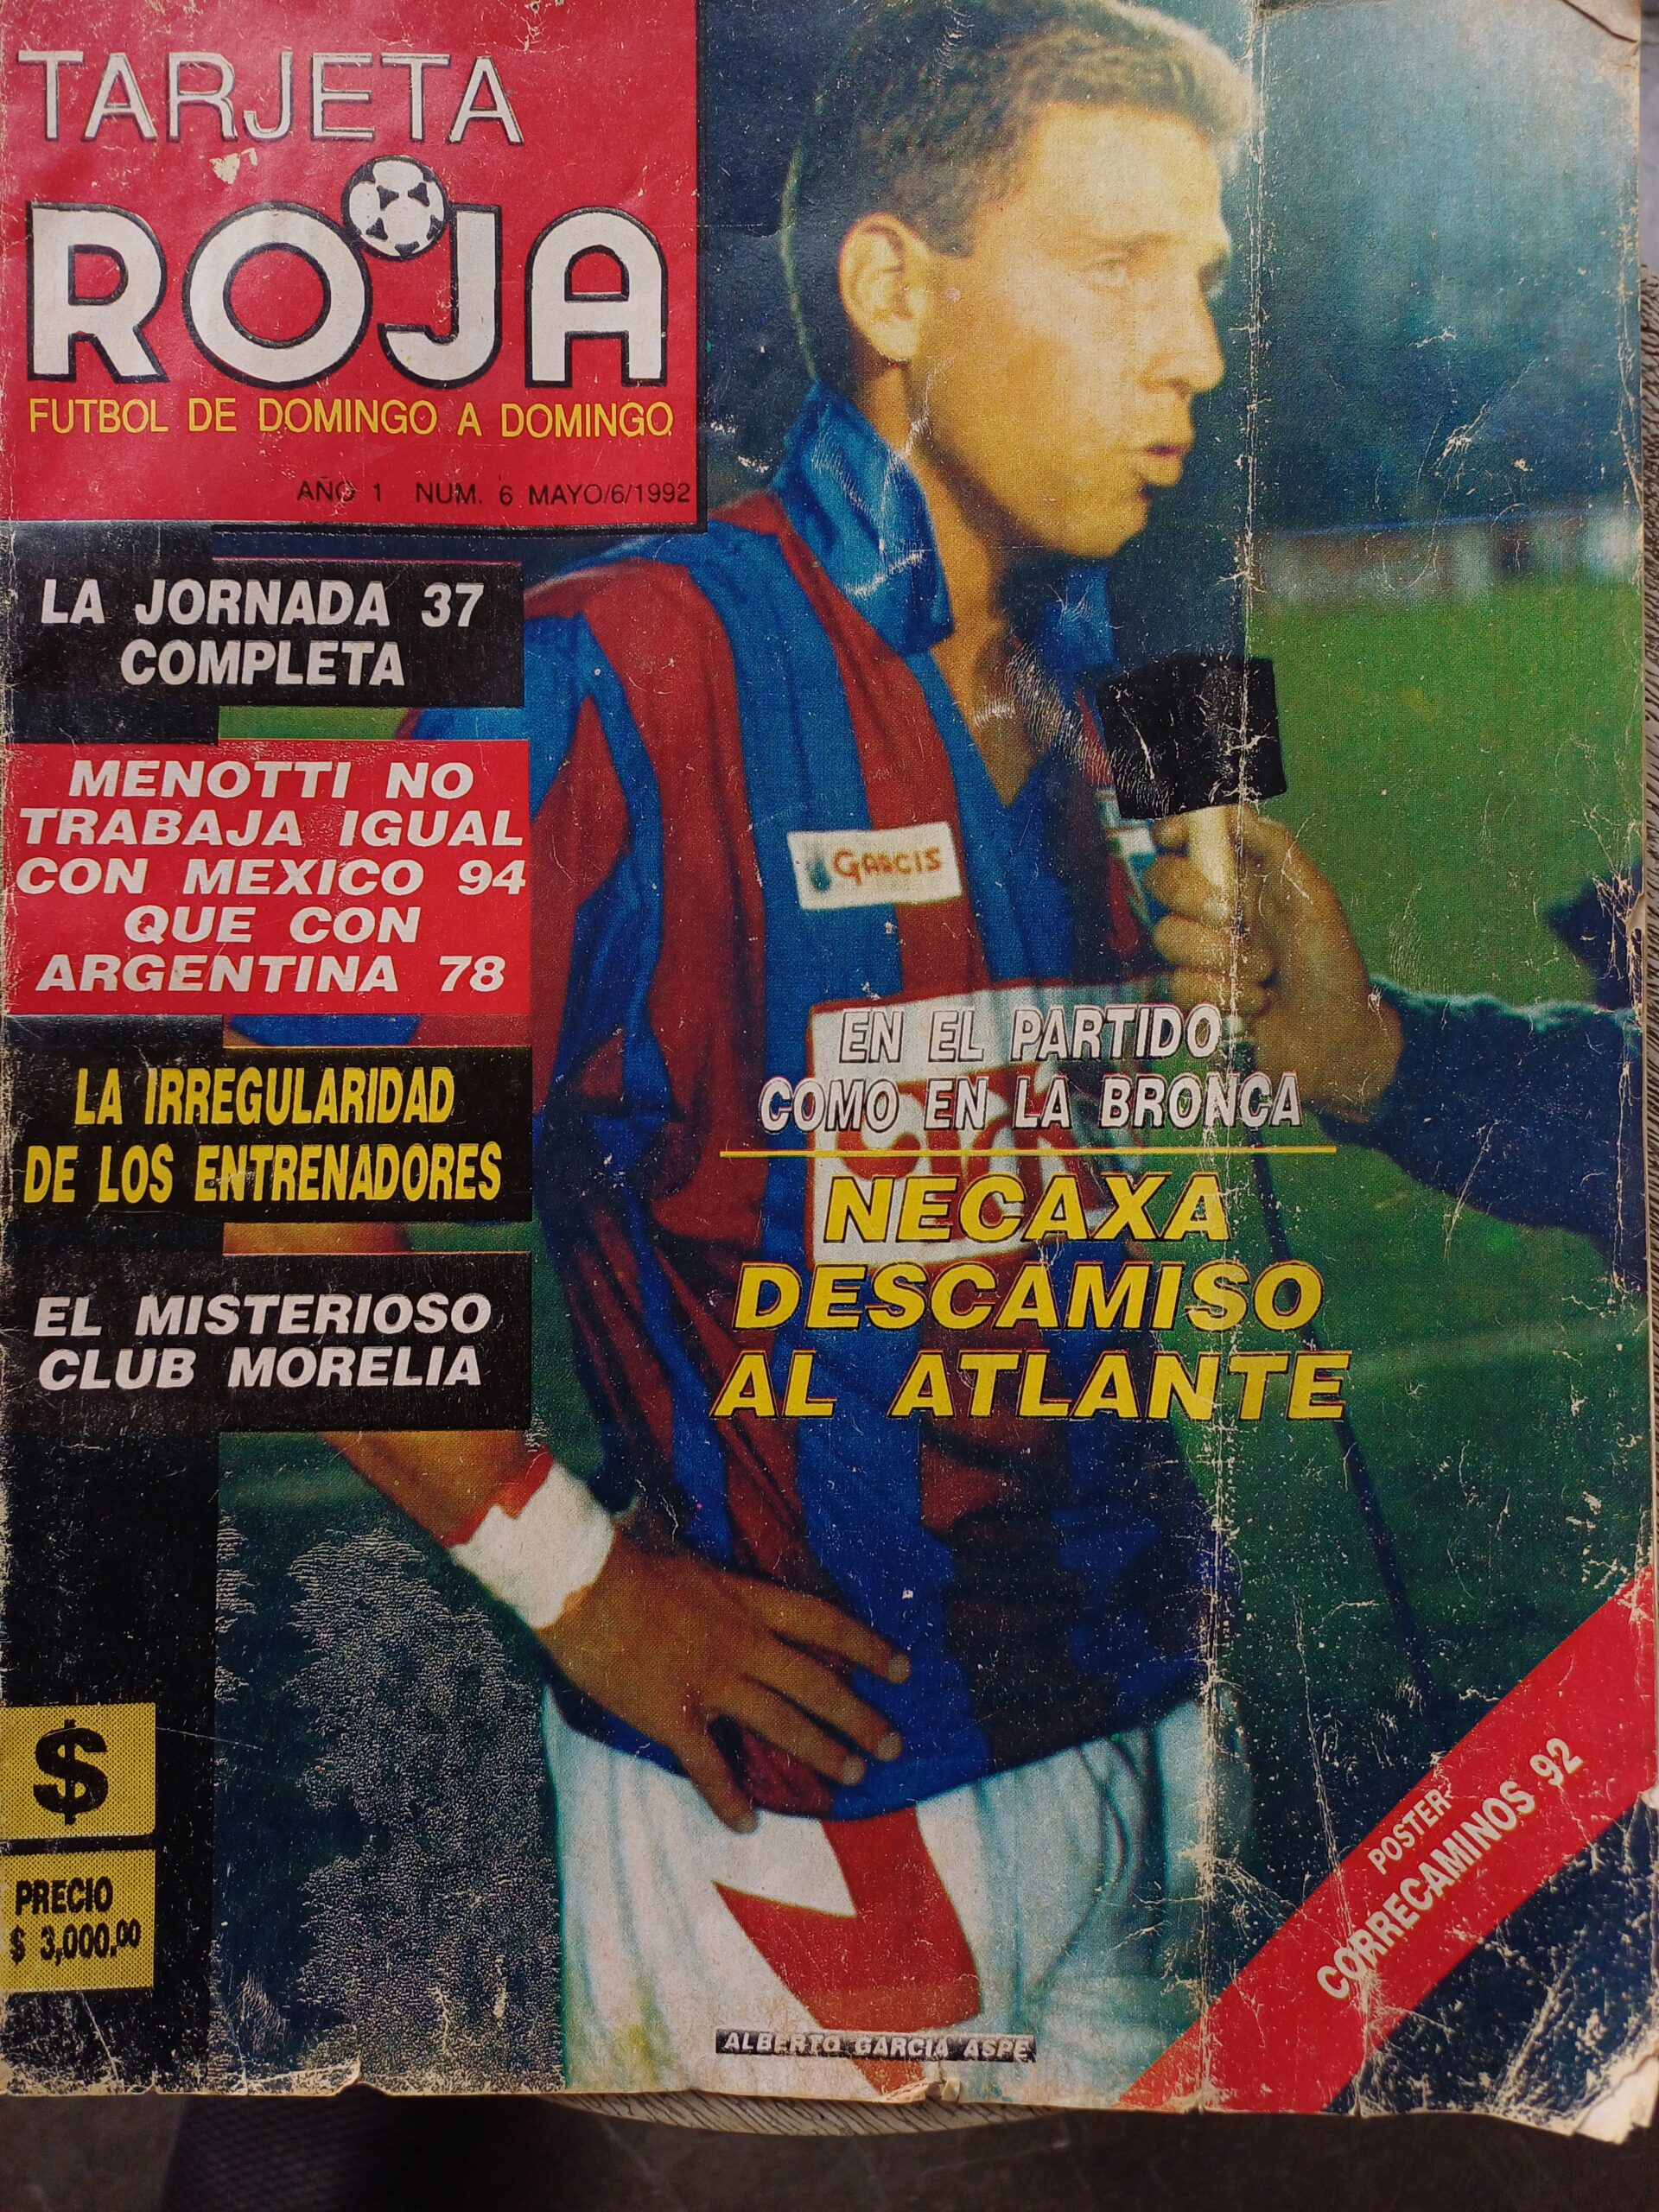 TARJETA
ROJA
FUTBOL DE DOMINGO A DOMINGO
AÑO 1 NUM. 6 MAYO/6/1992
LA JORNADA 37
COMPLETA
MENOTTI NO
TRABAJA IGUAL
CON MEXICO 94
QUE CON
ARGENTINA 78
LA IRREGULARIDAD
DE LOS ENTRENADORES
EL MISTERIOSO
CLUB MORELIA
GARCIS
EN EL PARTIDO
COMO EN LA BRONCA
NECAXA
DESCAMISO
AL ATLANTE
$
PRECIO
$ 3,000.00
POSTER
CORRECAMINOS 92
ALBERTO GARCIA ASPE